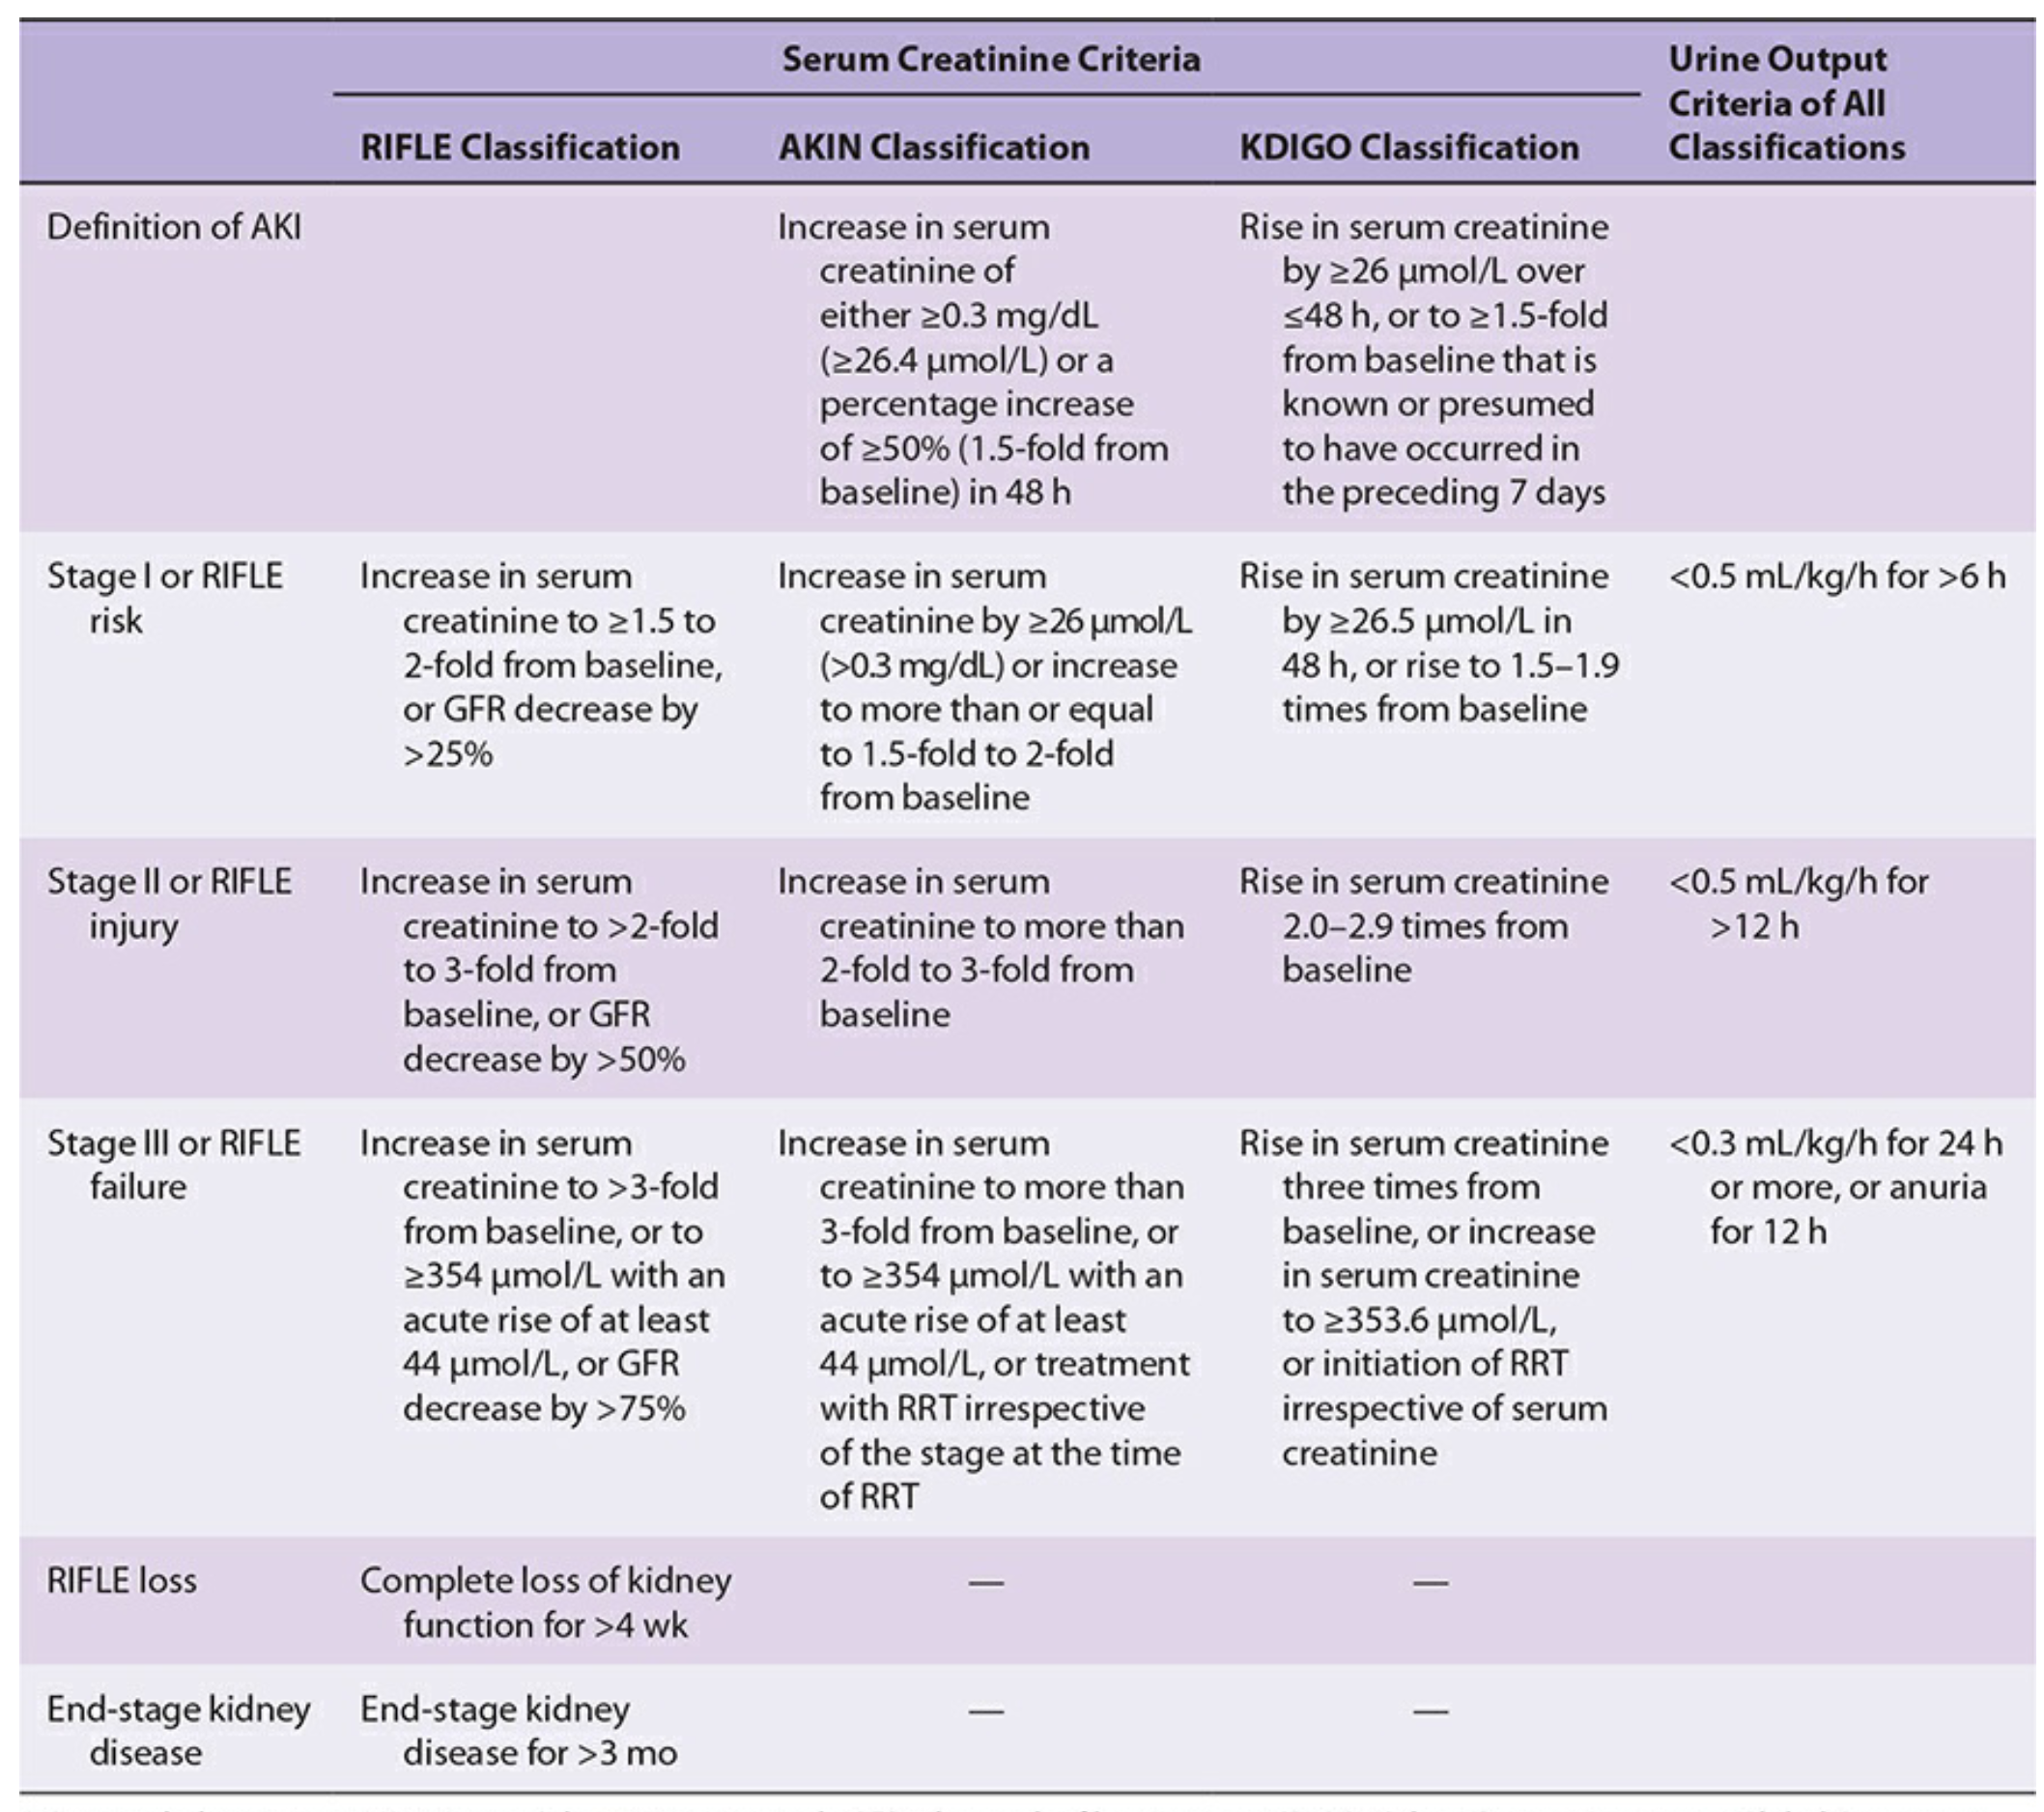 Serum Creatinine Criteria
Urine Output
Criteria of All
Classifications
RIFLE Classification
AKIN Classification
KDIGO Classification
Definition of AKI
Increase in serum
creatinine of
either ≥0.3 mg/dL
(≥26.4 μmol/L) or a
percentage increase
of ≥50% (1.5-fold from
baseline) in 48 h
Rise in serum creatinine
by ≥26 μmol/L over
≤48 h, or to ≥1.5-fold
from baseline that is
known or presumed
to have occurred in
the preceding 7 days
Stage I or RIFLE
risk
Increase in serum
creatinine to ≥1.5 to
2-fold from baseline,
or GFR decrease by
>25%
Increase in serum
creatinine by ≥26 μmol/L
(>0.3 mg/dL) or increase
to more than or equal
to 1.5-fold to 2-fold
from baseline
Rise in serum creatinine
by ≥26.5 μmol/L in
48 h, or rise to 1.5–1.9
times from baseline
<0.5 mL/kg/h for >6 h
Stage II or RIFLE
injury
Increase in serum
creatinine to >2-fold
to 3-fold from
baseline, or GFR
decrease by >50%
Increase in serum
creatinine to more than
2-fold to 3-fold from
baseline
Rise in serum creatinine
2.0–2.9 times from
baseline
<0.5 mL/kg/h for
>12 h
Stage III or RIFLE
failure
Increase in serum
creatinine to >3-fold
from baseline, or to
≥354 μmol/L with an
acute rise of at least
44 μmol/L, or GFR
decrease by >75%
Increase in serum
creatinine to more than
3-fold from baseline, or
to ≥354 μmol/L with an
acute rise of at least
44 μmol/L, or treatment
with RRT irrespective
of the stage at the time
of RRT
Rise in serum creatinine
three times from
baseline, or increase
in serum creatinine
to ≥353.6 μmol/L,
or initiation of RRT
irrespective of serum
creatinine
<0.3 mL/kg/h for 24 h
or more, or anuria
for 12 h
RIFLE loss
Complete loss of kidney
function for >4 wk
—
—
End-stage kidney
disease
End-stage kidney
disease for >3 mo
—
—